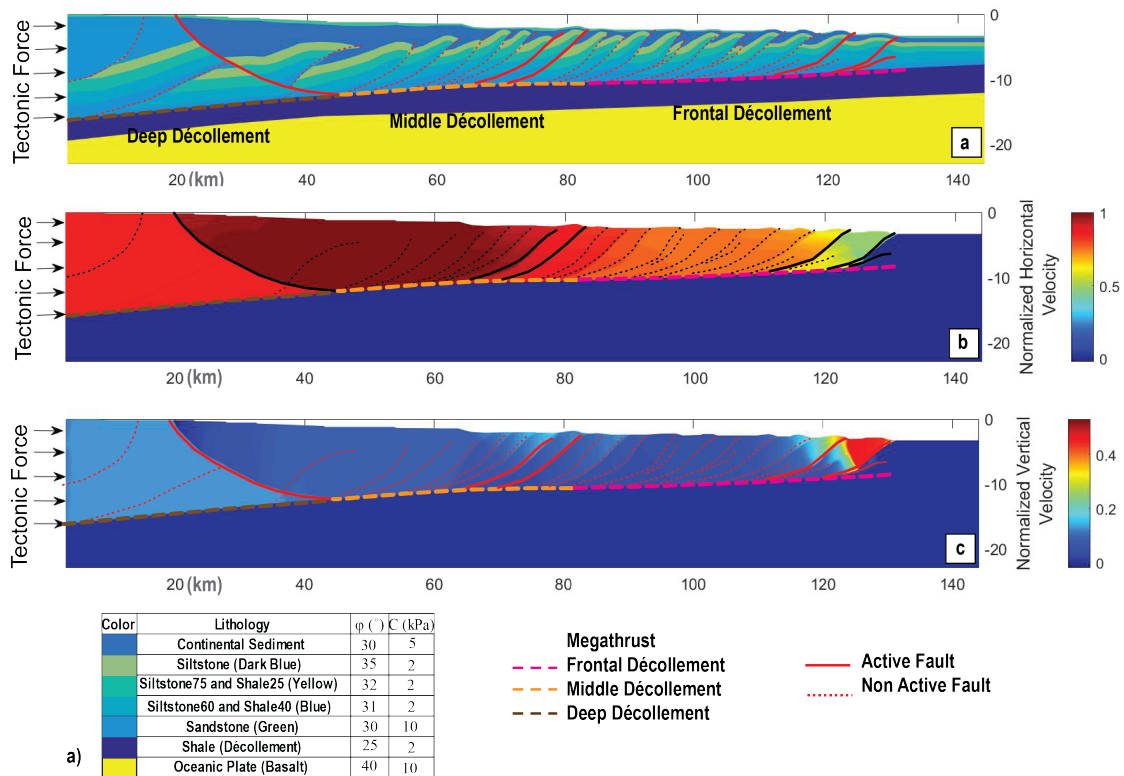 Tectonic Force
Deep Décollement
Middle Décollement
Frontal Décollement
a
0
-10
-20
20 (km)
40
60
80
100
120
140
Tectonic Force
b
0
-10
-20
20 (km)
40
60
80
100
120
140
Normalized Horizontal
Velocity
1
0.5
0
Tectonic Force
c
0
-10
-20
20 (km)
40
60
80
100
120
140
Normalized Vertical
Velocity
0.4
0.2
0
a)
Color Lithology φ (°) C (kPa)
Continental Sediment 30 5
Siltstone (Dark Blue) 35 2
Siltstone75 and Shale25 (Yellow) 32 2
Siltstone60 and Shale40 (Blue) 31 2
Sandstone (Green) 30 10
Shale (Décollement) 25 2
Oceanic Plate (Basalt) 40 10
Megathrust
Frontal Décollement
Middle Décollement
Deep Décollement
Active Fault
Non Active Fault